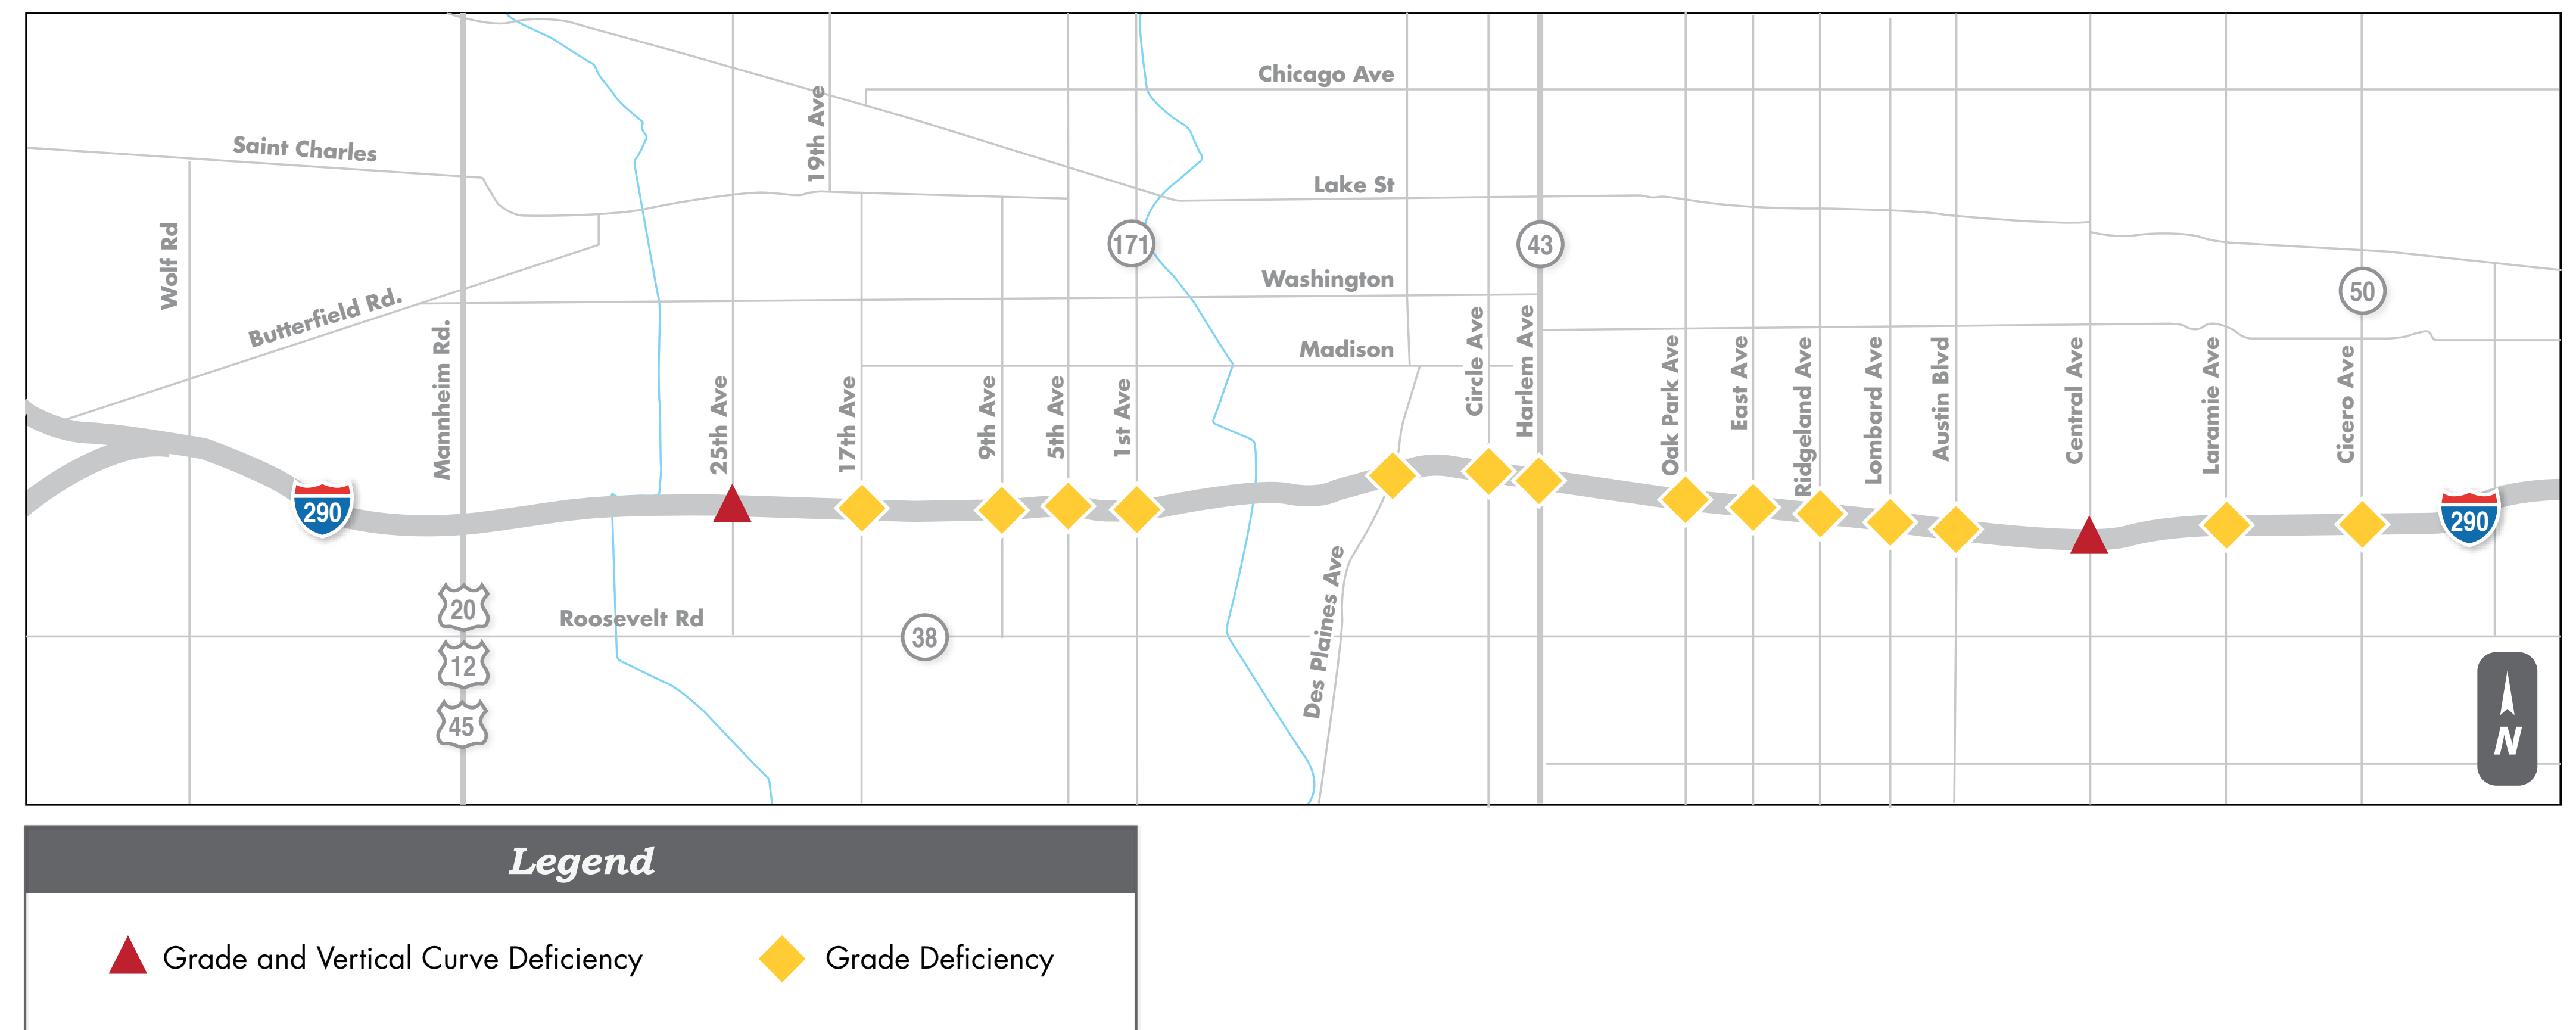 Chicago Ave
19th Ave
Saint Charles
Lake St
Wolf Rd
171
43
Washington
50
Butterfield Rd.
Mannheim Rd.
Madison
Circle Ave
Harlem Ave
25th Ave
17th Ave
9th Ave
5th Ave
1st Ave
Oak Park Ave
East Ave
Ridgeland Ave
Lombard Ave
Austin Blvd
Central Ave
Laramie Ave
Cicero Ave
290
290
20
Roosevelt Rd
38
12
45
Des Plaines Ave
N
Legend
Grade and Vertical Curve Deficiency
Grade Deficiency